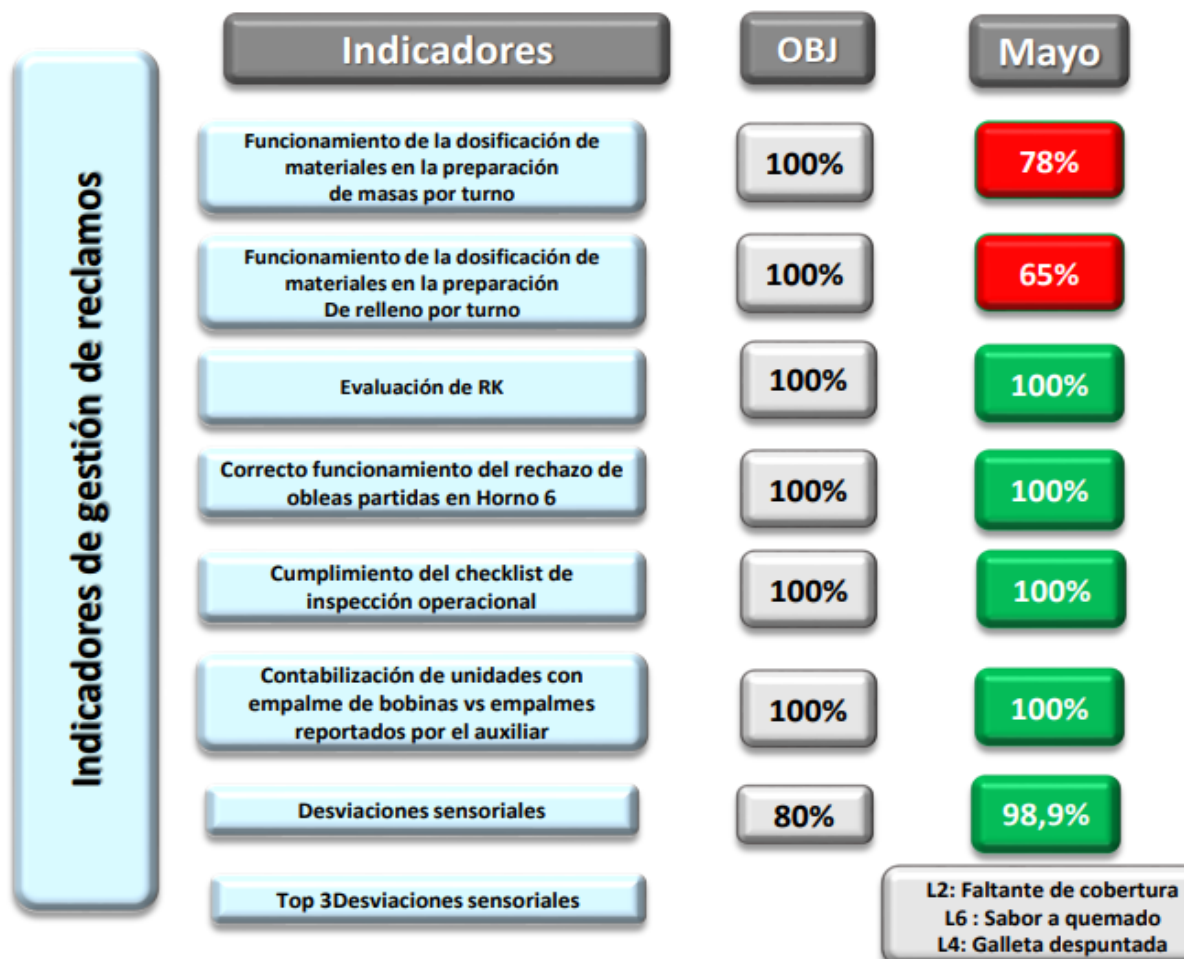 Indicadores de gestión de reclamos
Indicadores
OBJ
Mayo
Funcionamiento de la dosificación de
materiales en la preparación
de masas por turno
100%
78%
Funcionamiento de la dosificación de
materiales en la preparación
De relleno por turno
100%
65%
Evaluación de RK
100%
100%
Correcto funcionamiento del rechazo de
obleas partidas en Horno 6
100%
100%
Cumplimiento del checklist de
inspección operacional
100%
100%
Contabilización de unidades con
empalme de bobinas vs empalmes
reportados por el auxiliar
100%
100%
Desviaciones sensoriales
80%
98,9%
Top 3Desviaciones sensoriales
L2: Faltante de cobertura
L6 : Sabor a quemado
L4: Galleta despuntada